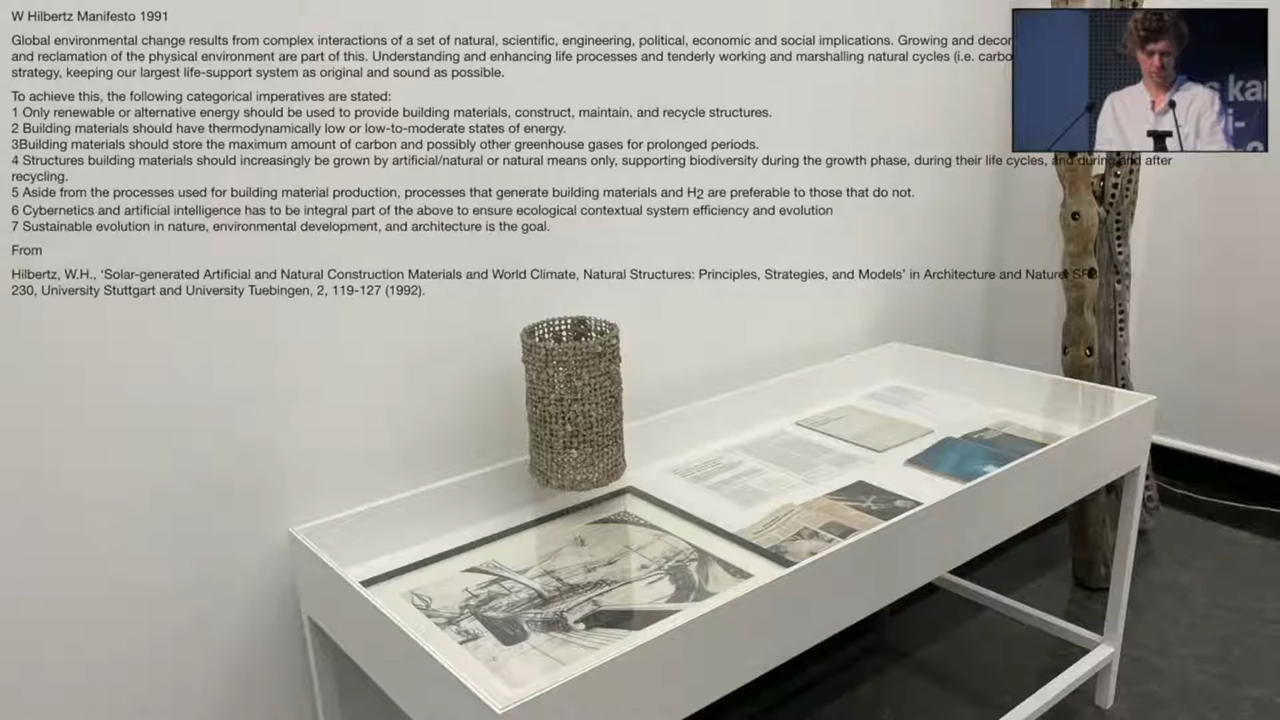 W Hilbertz Manifesto 1991
Global environmental change results from complex interactions of a set of natural, scientific, engineering, political, economic and social implications. Growing and
and reclamation of the physical environment are part of this. Understanding and enhancing life processes and tenderly working and marshalling natural cycles (i.e.
strategy, keeping our largest life-support system as original and sound as possible.
To achieve this, the following categorical imperatives are stated:
1 Only renewable or alternative energy should be used to provide building materials, construct, maintain, and recycle structures.
2 Building materials should have thermodynamically low or low-to-moderate states of energy.
3Building materials should store the maximum amount of carbon and possibly other greenhouse gases for prolonged periods.
4 Structures building materials should increasingly be grown by artificial/natural or natural means only, supporting biodiversity during the growth phase, during their life cycles, and during and after
recycling.
5 Aside from the processes used for building material production, processes that generate building materials and H2 are preferable to those that do not.
6 Cybernetics and artificial intelligence has to be integral part of the above to ensure ecological contextual system efficiency and evolution
7 Sustainable evolution in nature, environmental development, and architecture is the goal.
From
Hilbertz, W.H., ‘Solar-generated Artificial and Natural Construction Materials and World Climate, Natural Structures: Principles, Strategies, and Models’ in Architecture and Nature
230, University Stuttgart and University Tuebingen, 2, 119-127 (1992).